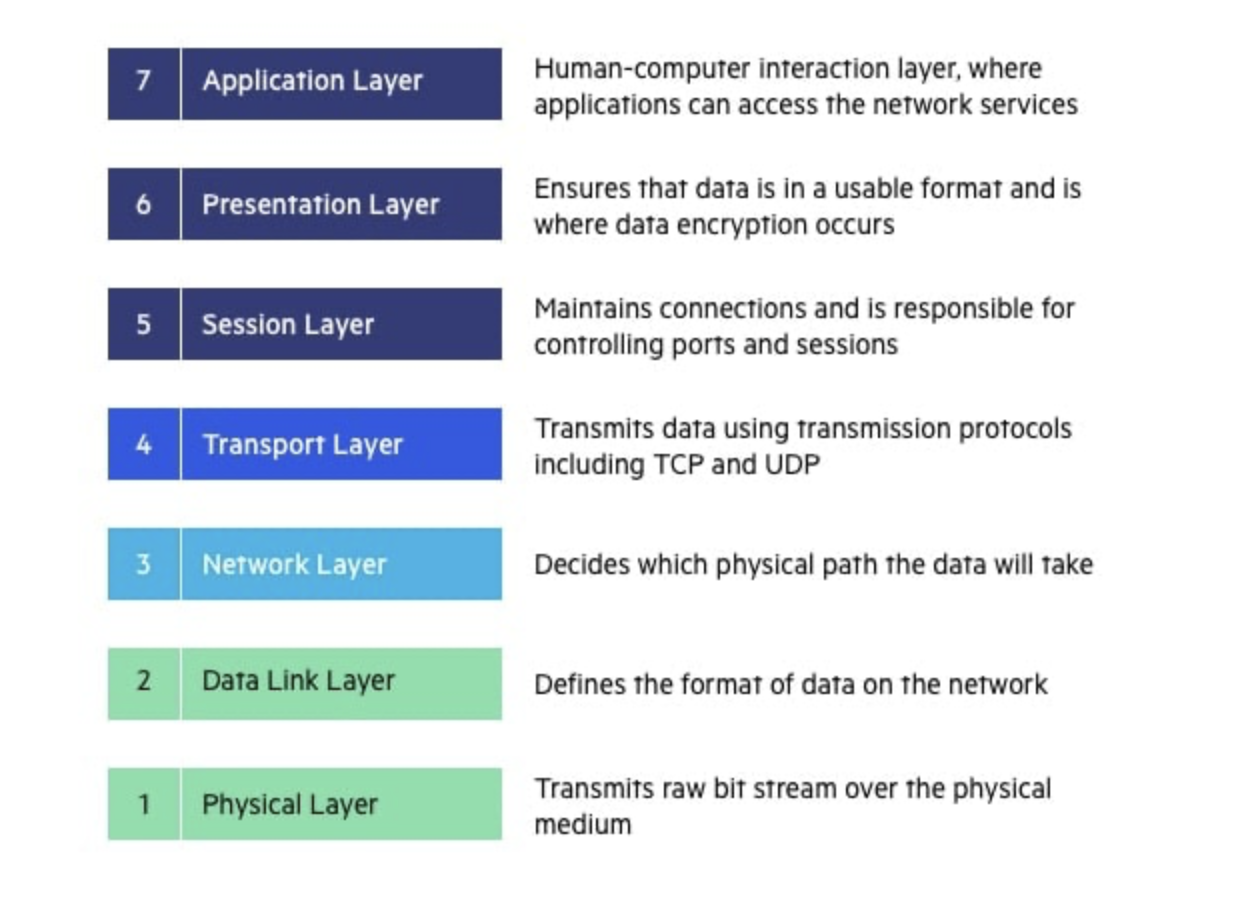 7 Application Layer
Human-computer interaction layer, where
applications can access the network services
6 Presentation Layer
Ensures that data is in a usable format and is
where data encryption occurs
5 Session Layer
Maintains connections and is responsible for
controlling ports and sessions
4 Transport Layer
Transmits data using transmission protocols
including TCP and UDP
3 Network Layer
Decides which physical path the data will take
2 Data Link Layer
Defines the format of data on the network
1 Physical Layer
Transmits raw bit stream over the physical
medium